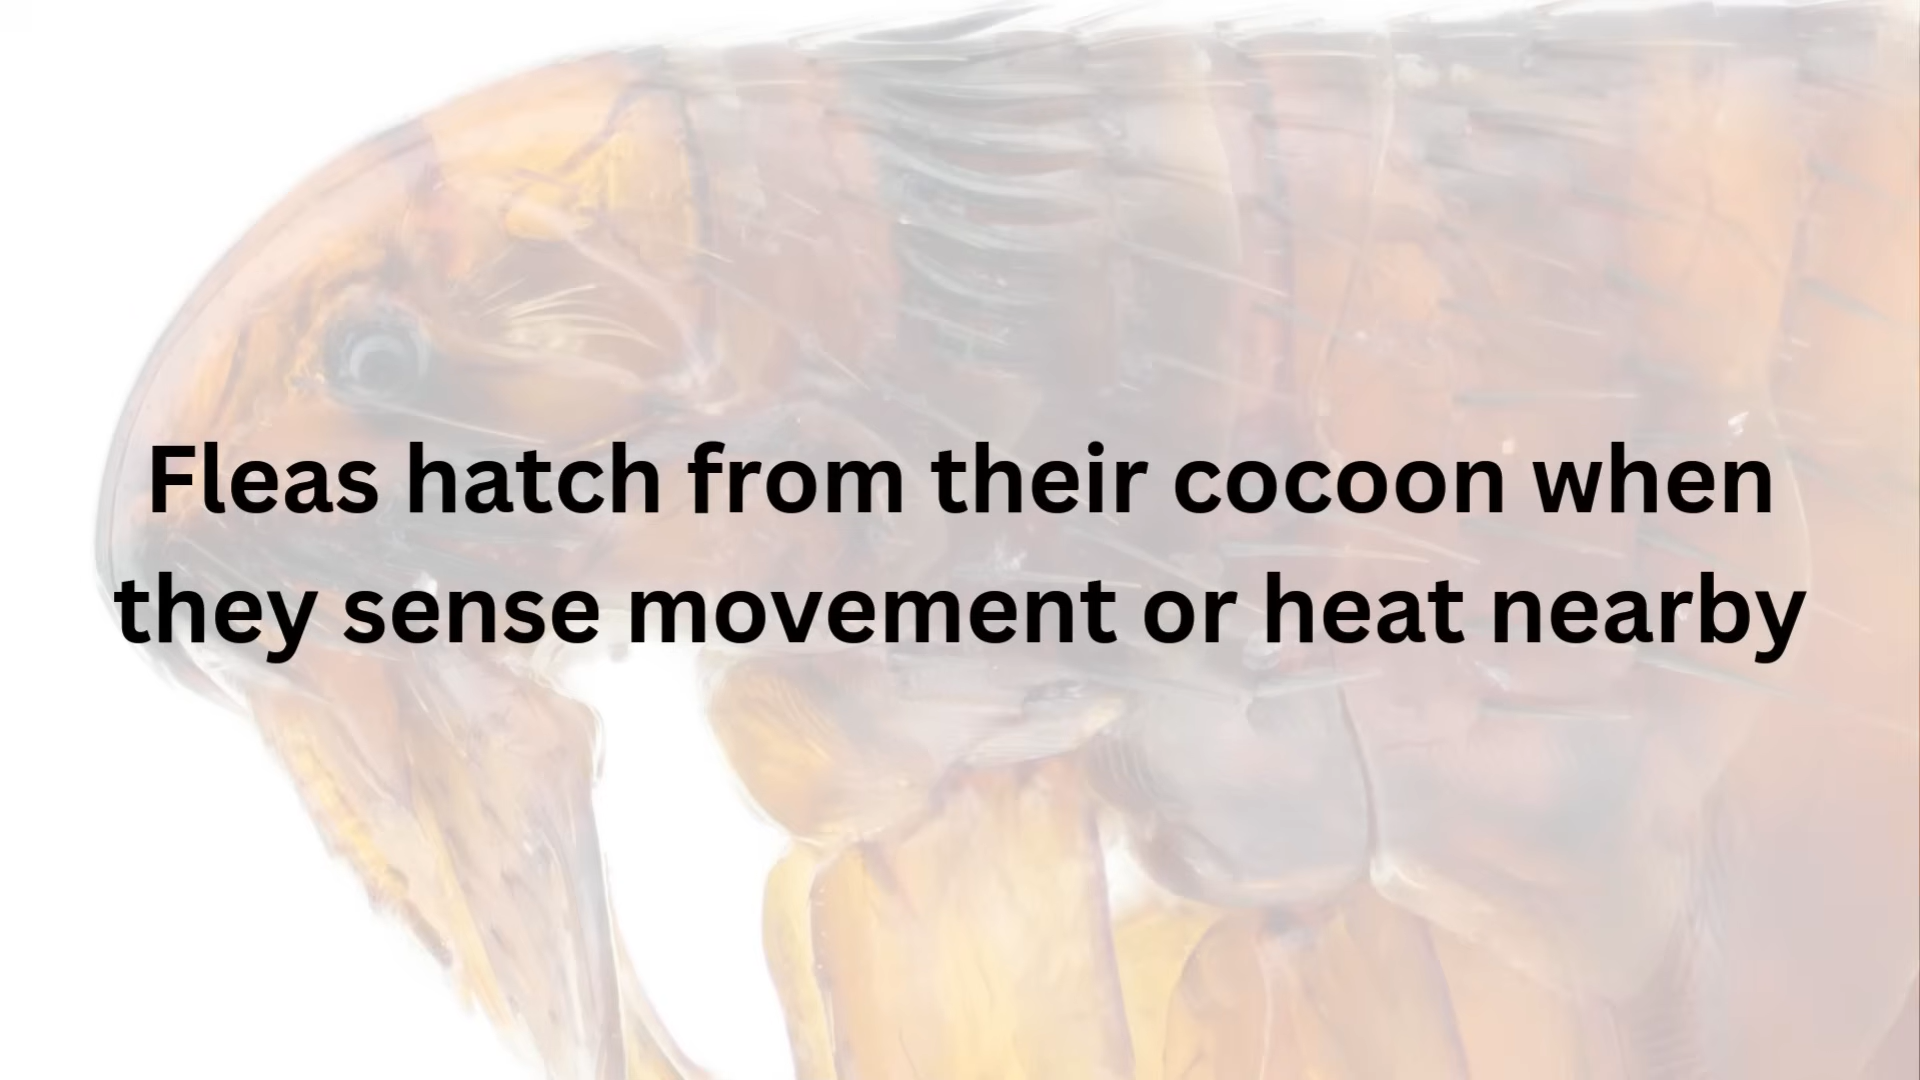 Fleas hatch from their cocoon when
they sense movement or heat nearby